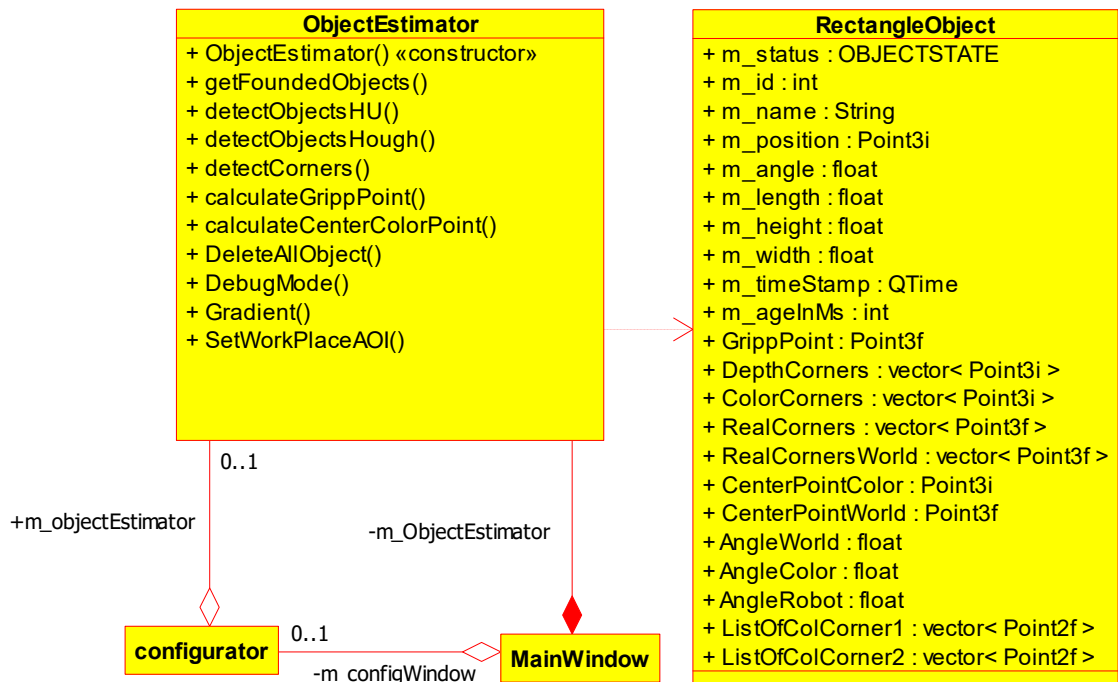 ObjectEstimator
+ ObjectEstimator() «constructor»
+ getFoundedObjects()
+ detectObjectsHU()
+ detectObjectsHough()
+ detectCorners()
+ calculateGrippPoint()
+ calculateCenterColorPoint()
+ DeleteAllObject()
+ DebugMode()
+ Gradient()
+ SetWorkPlaceAOI()
RectangleObject
+ m_status : OBJECTSTATE
+ m_id : int
+ m_name : String
+ m_position : Point3i
+ m_angle : float
+ m_length : float
+ m_height : float
+ m_width : float
+ m_timeStamp : QTime
+ m_ageInMs : int
+ GrippPoint : Point3f
+ DepthCorners : vector< Point3i >
+ ColorCorners : vector< Point3i >
+ RealCorners : vector< Point3f >
+ RealCornersWorld : vector< Point3f >
+ CenterPointColor : Point3i
+ CenterPointWorld : Point3f
+ AngleWorld : float
+ AngleColor : float
+ AngleRobot : float
+ ListOfColCorner1 : vector< Point2f >
+ ListOfColCorner2 : vector< Point2f >
0..1
+m_objectEstimator
-m_ObjectEstimator
configurator
0..1
-m_configWindow
MainWindow